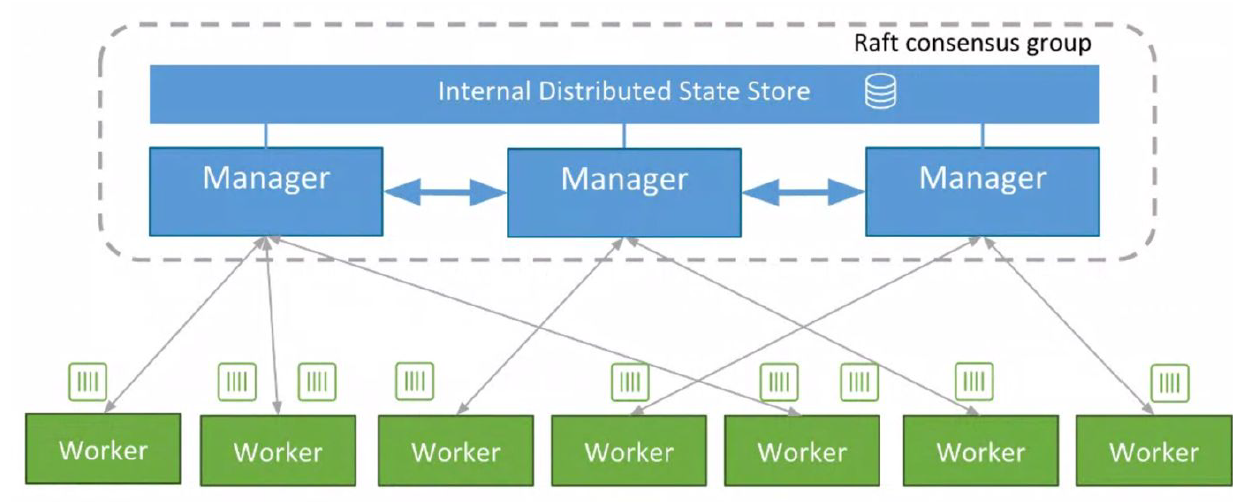 Raft consensus group
Internal Distributed State Store
Manager
Manager
Manager
Worker
Worker
Worker
Worker
Worker
Worker
Worker